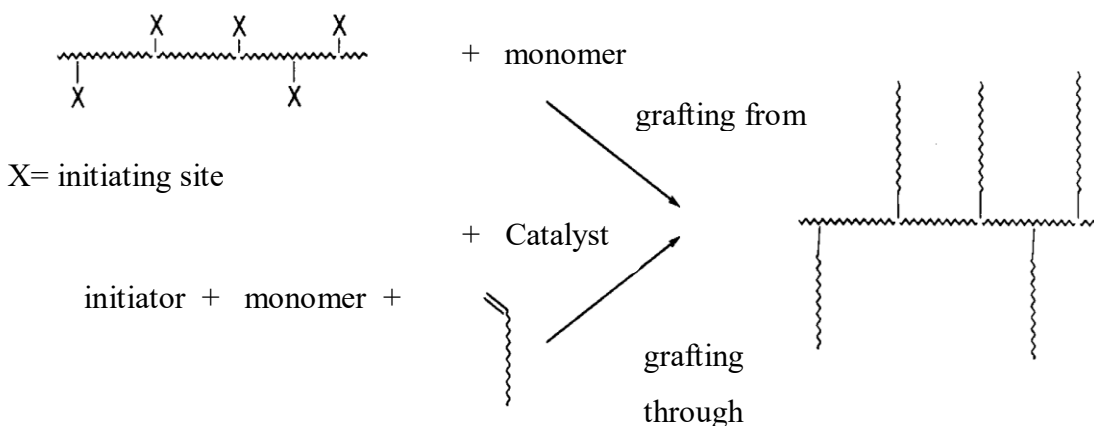 X X X
+ monomer
X X
grafting from
X= initiating site
+ Catalyst
initiator + monomer +
grafting
through